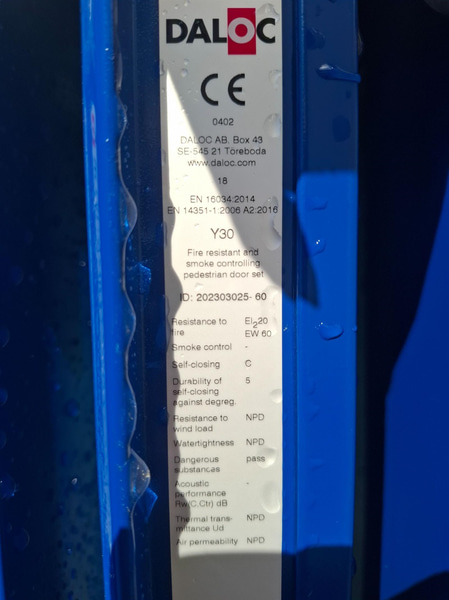 DALOC
CE
0402
DALOC AB. Box 43
SE-545 21 Töreboda
www.daloc.com
18
EN 16034:2014
EN 14351-1:2006 A2:2016
Y30
Fire resistant and
smoke controlling
pedestrian door set
ID: 202303025- 60
Resistance to EI₂20
fire EW 60
Smoke control -
Self-closing C
Durability of 5
self-closing
against degreg.
Resistance to NPD
wind load
Watertightness NPD
Dangerous pass
substances
Acoustic -
performance
Rw(C,Ctr) dB
Thermal trans- NPD
mittance Ud
Air permeability NPD